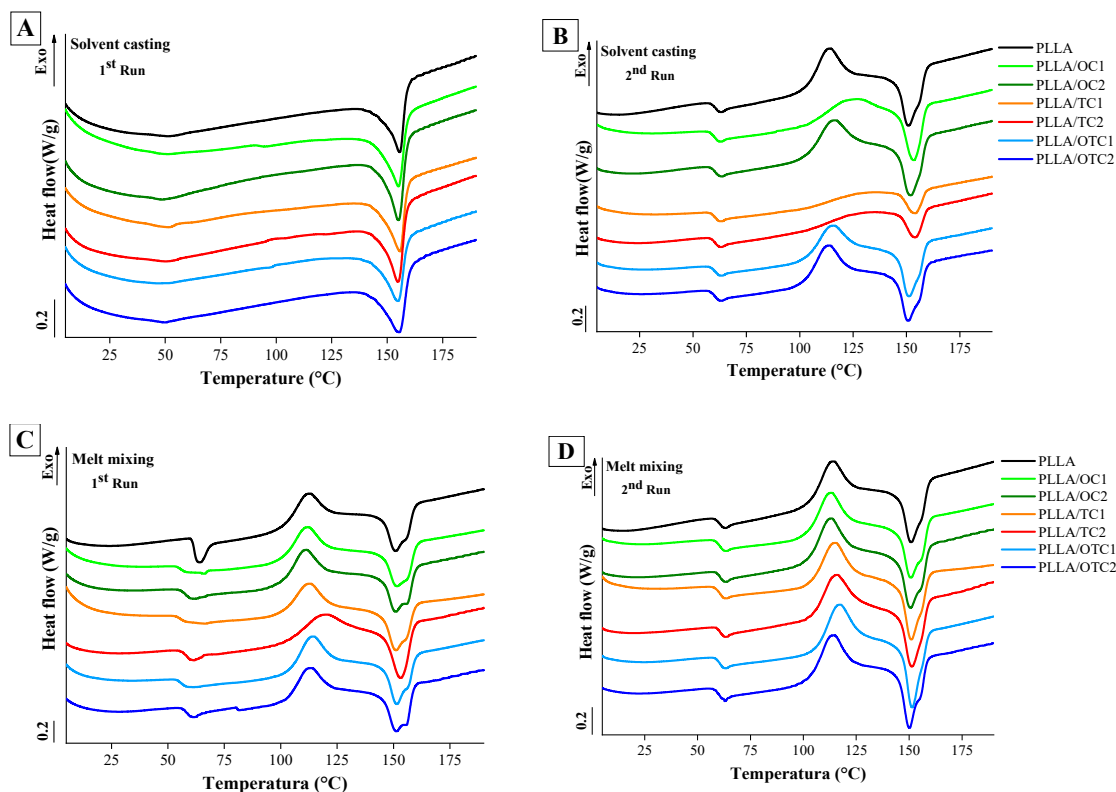 A
Exo
Solvent casting
1st Run
Heat flow(W/g)
0.2
25 50 75 100 125 150 175
Temperature (°C)
B
Exo
Solvent casting
2nd Run
Heat flow(W/g)
0.2
25 50 75 100 125 150 175
Temperature (°C)
PLLA
PLLA/OC1
PLLA/OC2
PLLA/TC1
PLLA/TC2
PLLA/OTC1
PLLA/OTC2
C
Exo
Melt mixing
1st Run
Heat flow (W/g)
0.2
25 50 75 100 125 150 175
Temperatura (°C)
D
Exo
Melt mixing
2nd Run
Heat flow (W/g)
0.2
25 50 75 100 125 150 175
Temperatura (°C)
PLLA
PLLA/OC1
PLLA/OC2
PLLA/TC1
PLLA/TC2
PLLA/OTC1
PLLA/OTC2